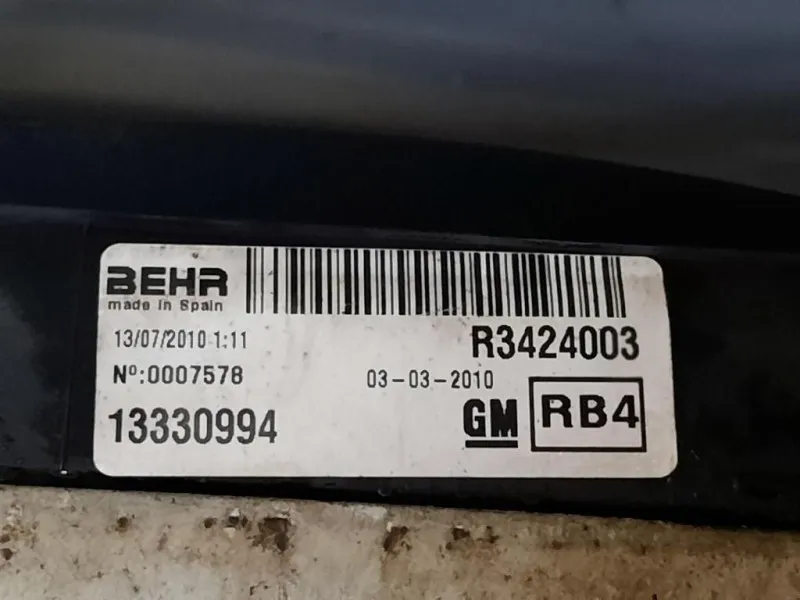 BEHR
made in Spain
13/07/2010 1:11
R3424003
Nº:0007578
03-03-2010
13330994
GM
RB4